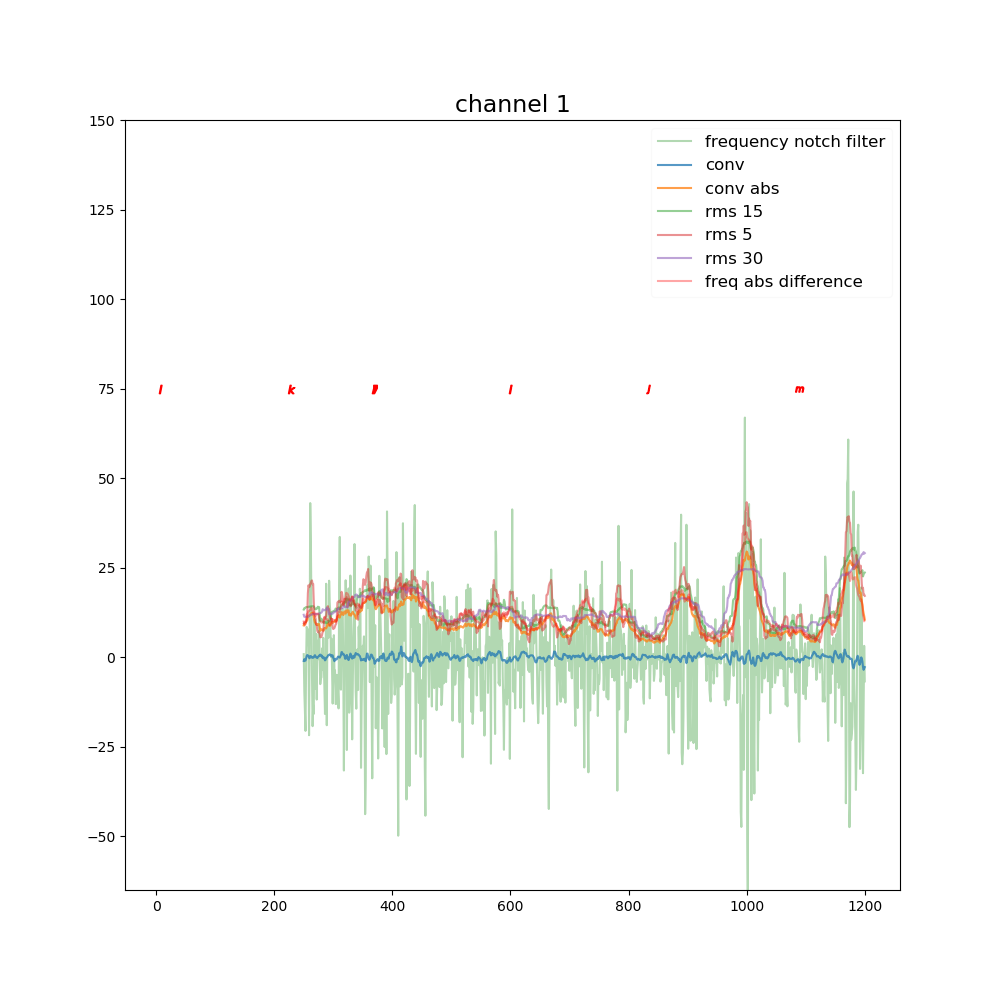 channel 1
150
125
100
75
50
25
0
−25
−50
frequency notch filter
conv
conv abs
rms 15
rms 5
rms 30
freq abs difference
l k l j m
0 200 400 600 800 1000 1200